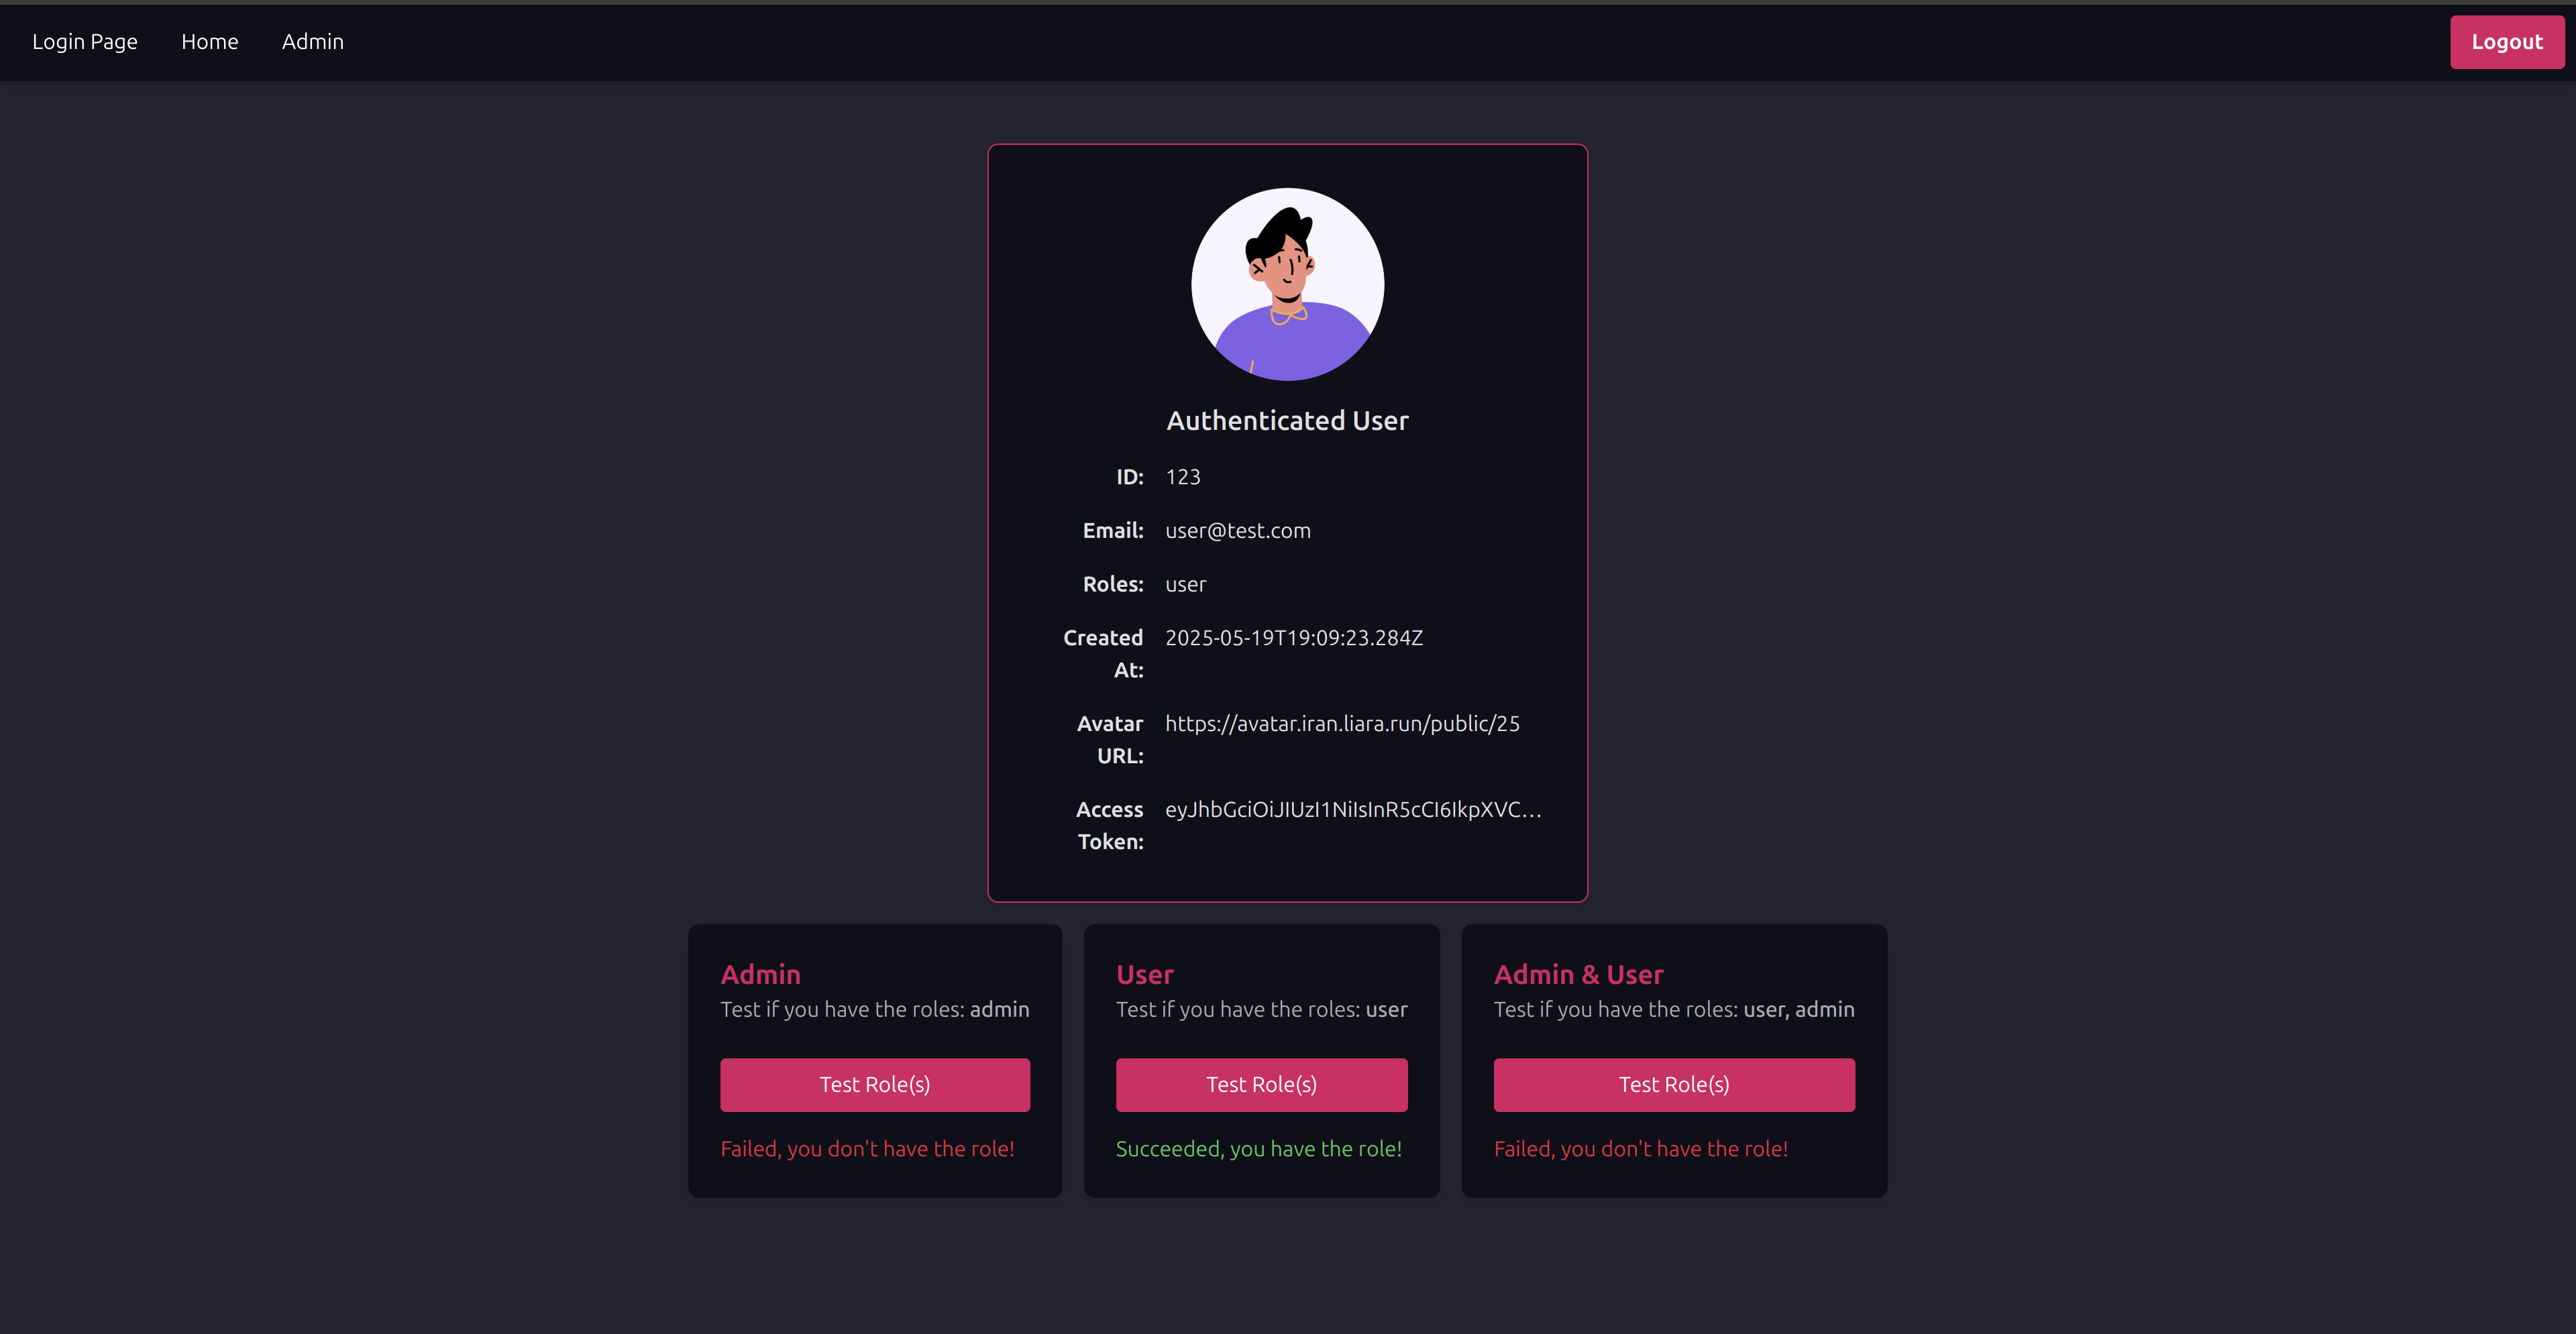 Login Page Home Admin Logout
Authenticated User
ID: 123
Email: user@test.com
Roles: user
Created At: 2025-05-19T19:09:23.284Z
Avatar URL: https://avatar.iran.liara.run/public/25
Access Token: eyJhbGciOiJIUzI1NiIsInR5cCI6IkpXVC...
Admin
Test if you have the roles: admin
Test Role(s)
Failed, you don't have the role!
User
Test if you have the roles: user
Test Role(s)
Succeeded, you have the role!
Admin & User
Test if you have the roles: user, admin
Test Role(s)
Failed, you don't have the role!